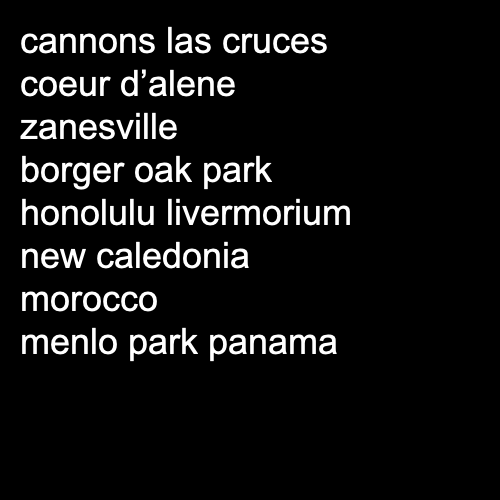 cannons las cruces
coeur d’alene
zanesville
borger oak park
honolulu livermorium
new caledonia
morocco
menlo park panama